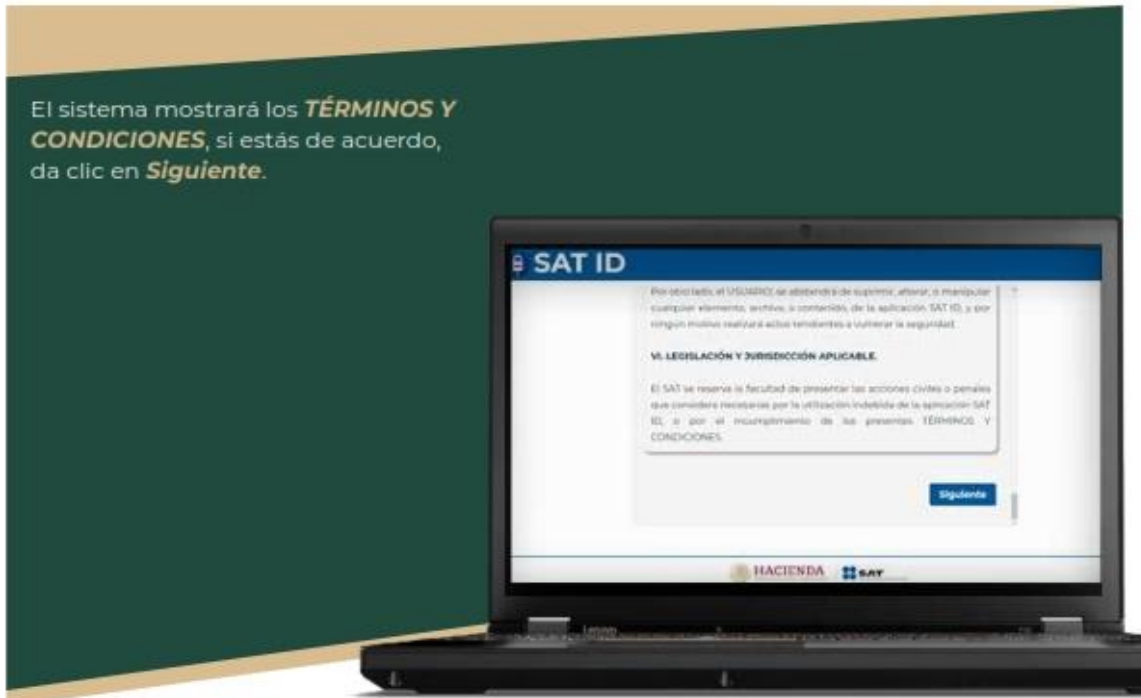 El sistema mostrará los TÉRMINOS Y
CONDICIONES, si estás de acuerdo,
da clic en Siguiente.
SAT ID
Por otro lado, el USUARIO, se abstendrá de suprimir, alterar, o manipular
cualquier elemento, archivo, o contenido, de la aplicación SAT ID, y por
ningún motivo realizará actos tendientes a vulnerar la seguridad.
VI. LEGISLACIÓN Y JURISDICCIÓN APLICABLE.
El SAT se reserva la facultad de presentar las acciones civiles o penales
que considere necesarias por la utilización indebida de la aplicación SAT
ID, o por el incumplimiento de los presentes TÉRMINOS Y
CONDICIONES.
Siguiente
HACIENDA
SAT
Lenovo